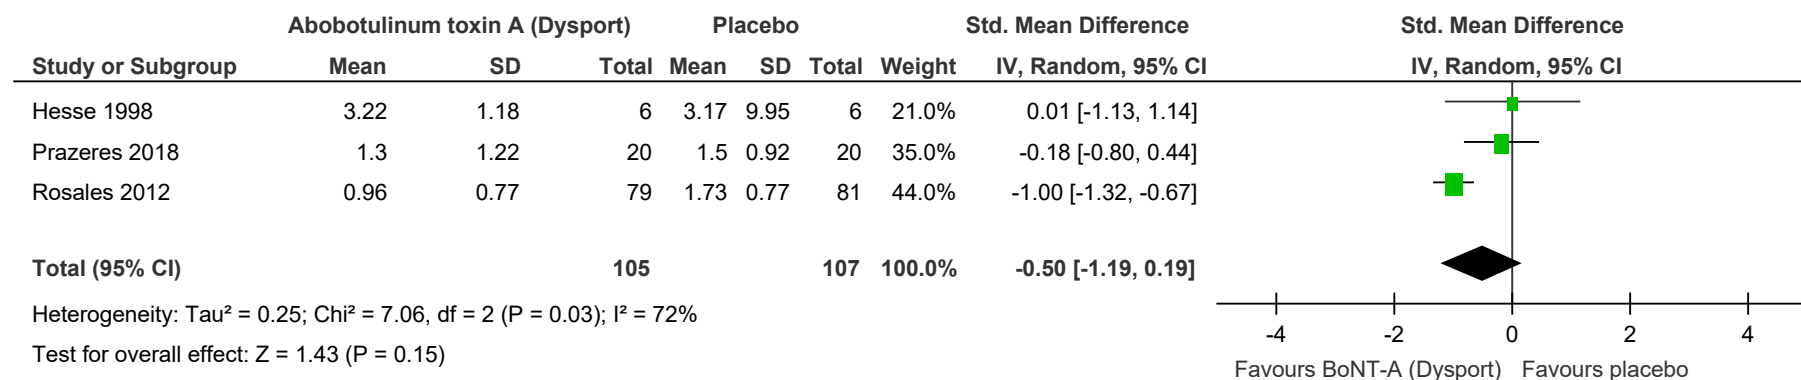 Abobotulinum toxin A (Dysport) Placebo Std. Mean Difference Std. Mean Difference
Study or Subgroup Mean SD Total Mean SD Total Weight IV, Random, 95% CI IV, Random, 95% CI
Hesse 1998 3.22 1.18 6 3.17 9.95 6 21.0% 0.01 [-1.13, 1.14]
Prazeres 2018 1.3 1.22 20 1.5 0.92 20 35.0% -0.18 [-0.80, 0.44]
Rosales 2012 0.96 0.77 79 1.73 0.77 81 44.0% -1.00 [-1.32, -0.67]
Total (95% CI) 105 107 100.0% -0.50 [-1.19, 0.19]
Heterogeneity: Tau² = 0.25; Chi² = 7.06, df = 2 (P = 0.03); I² = 72%
Test for overall effect: Z = 1.43 (P = 0.15)
-4 -2 0 2 4
Favours BoNT-A (Dysport) Favours placebo